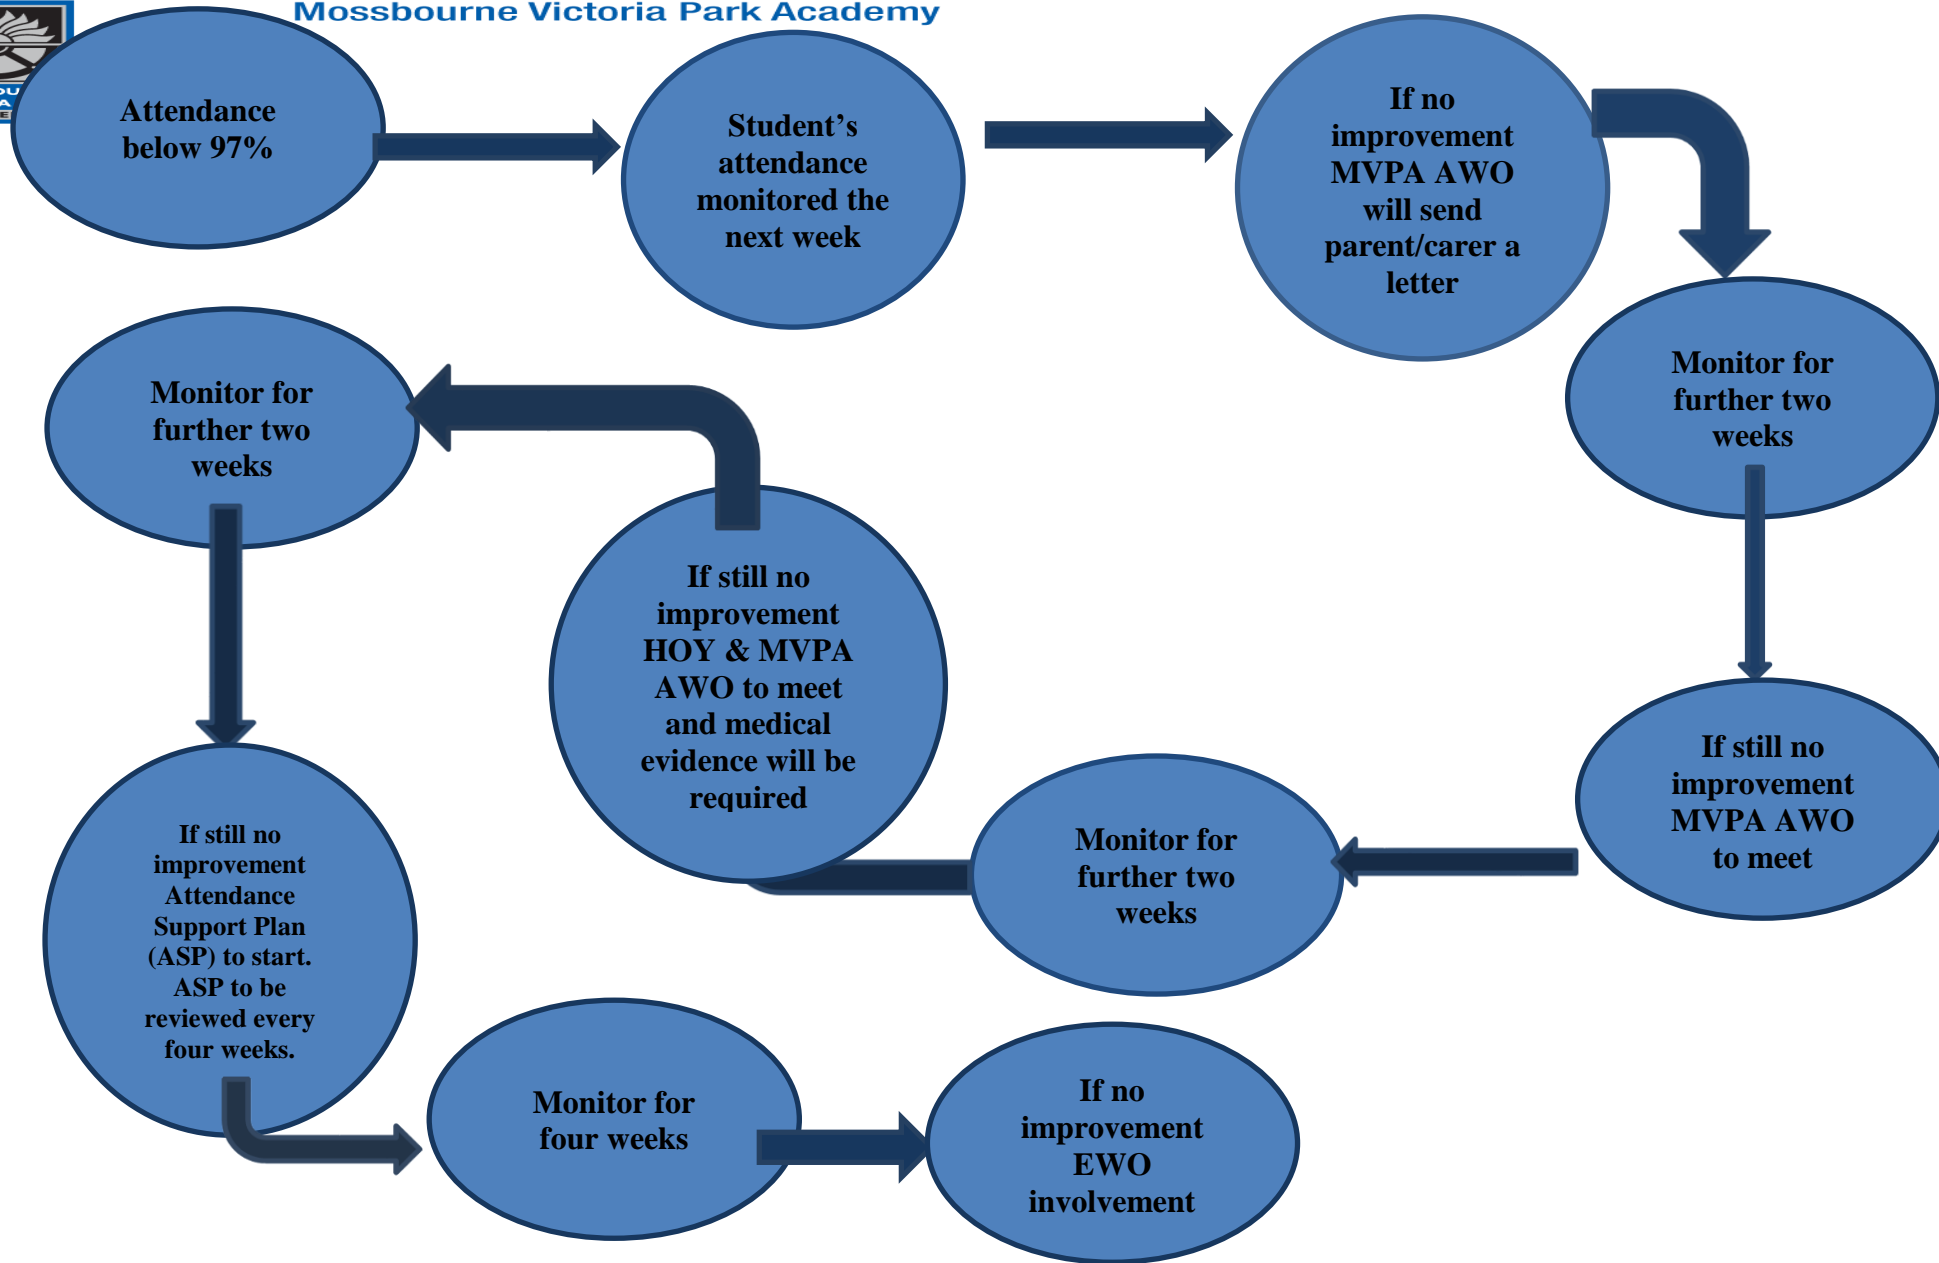 Mossbourne Victoria Park Academy
Attendance
below 97%
Student’s
attendance
monitored the
next week
If no
improvement
MVPA AWO
will send
parent/carer a
letter
Monitor for
further two
weeks
If still no
improvement
MVPA AWO
to meet
Monitor for
further two
weeks
If still no
improvement
HOY & MVPA
AWO to meet
and medical
evidence will be
required
Monitor for
further two
weeks
If still no
improvement
Attendance
Support Plan
(ASP) to start.
ASP to be
reviewed every
four weeks.
Monitor for
four weeks
If no
improvement
EWO
involvement